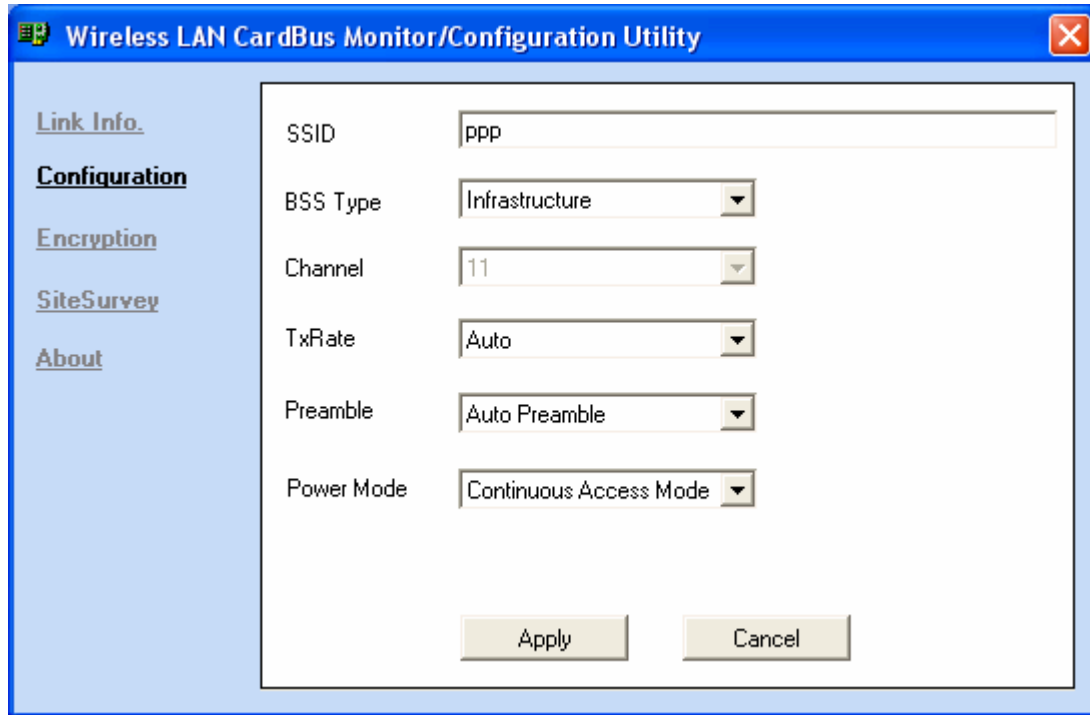 Wireless LAN CardBus Monitor/Configuration Utility
Link Info.
Configuration
Encryption
SiteSurvey
About
SSID ppp
BSS Type Infrastructure
Channel 11
TxRate Auto
Preamble Auto Preamble
Power Mode Continuous Access Mode
Apply Cancel